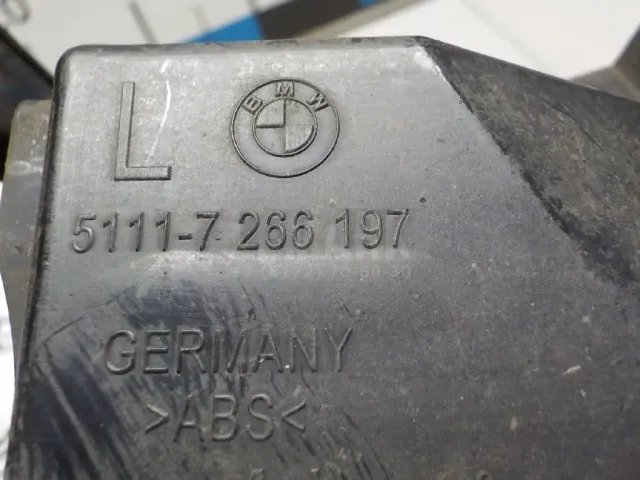 L BMW
5111-7 266 197
GERMANY
>ABS<